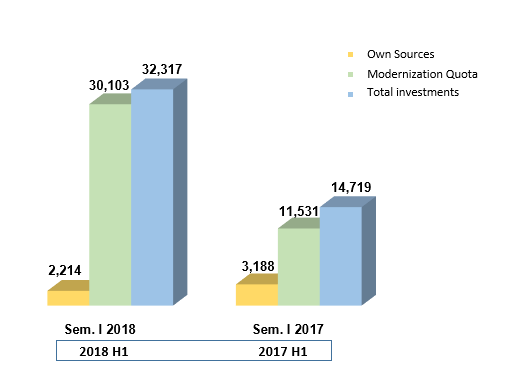 Own Sources
Modernization Quota
Total investments
32,317
30,103
2,214
14,719
11,531
3,188
Sem. I 2018
Sem. I 2017
2018 H1
2017 H1